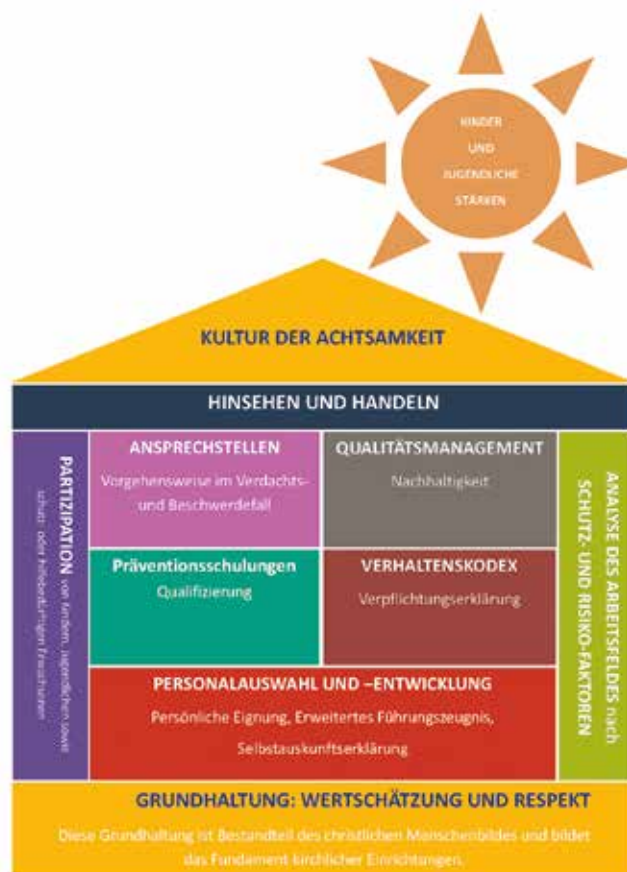 KINDER
UND
JUGENDLICHE
STÄRKEN
KULTUR DER ACHTSAMKEIT
HINSEHEN UND HANDELN
PARTIZIPATION von Kindern, Jugendlichen sowie
schutz- oder hilfebedürftigen Erwachsenen
ANSPRECHSTELLEN
Vorgehensweise im Verdachts-
und Beschwerdefall
QUALITÄTSMANAGEMENT
Nachhaltigkeit
Präventionsschulungen
Qualifizierung
VERHALTENSKODEX
Verpflichtungserklärung
PERSONALAUSWAHL UND –ENTWICKLUNG
Persönliche Eignung, Erweitertes Führungszeugnis,
Selbstauskunftserklärung
ANALYSE DES ARBEITSFELDES nach
SCHUTZ- UND RISIKO-FAKTOREN
GRUNDHALTUNG: WERTSCHÄTZUNG UND RESPEKT
Diese Grundhaltung ist Bestandteil des christlichen Menschenbildes und bildet
das Fundament kirchlicher Einrichtungen.